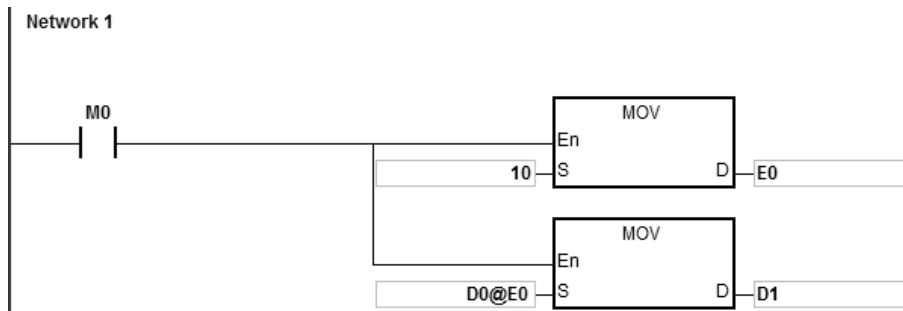 Network 1
M0
MOV
En
10 S D E0
MOV
En
D0@E0 S D D1